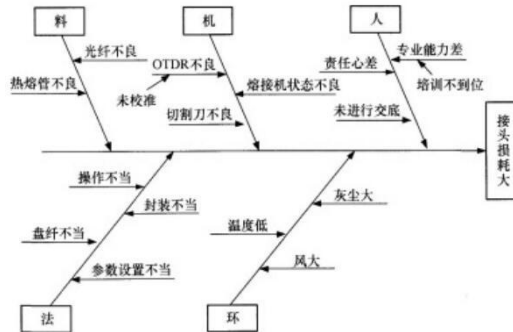 料
机
人
光纤不良
热熔管不良
OTDR不良
未校准
熔接机状态不良
切割刀不良
专业能力差
责任心差
培训不到位
未进行交底
接头损耗大
操作不当
封装不当
盘纤不当
参数设置不当
灰尘大
温度低
风大
法
环